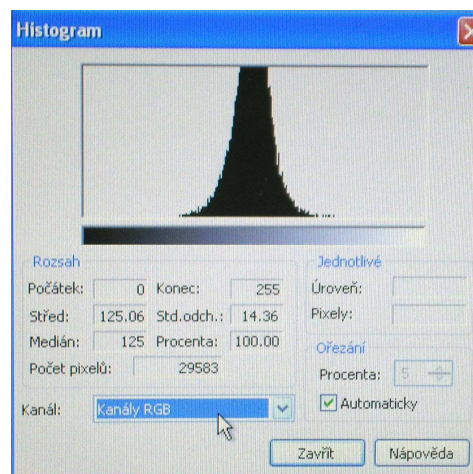 Histogram
Rozsah
Počátek: 0 Konec: 255
Střed: 125.06 Std.odch.: 14.36
Medián: 125 Procenta: 100.00
Počet pixelů: 29583
Jednotlivé
Úroveň:
Pixely:
Ořezání
Procenta: 5
Automaticky
Kanál: Kanály RGB
Zavřít Nápověda